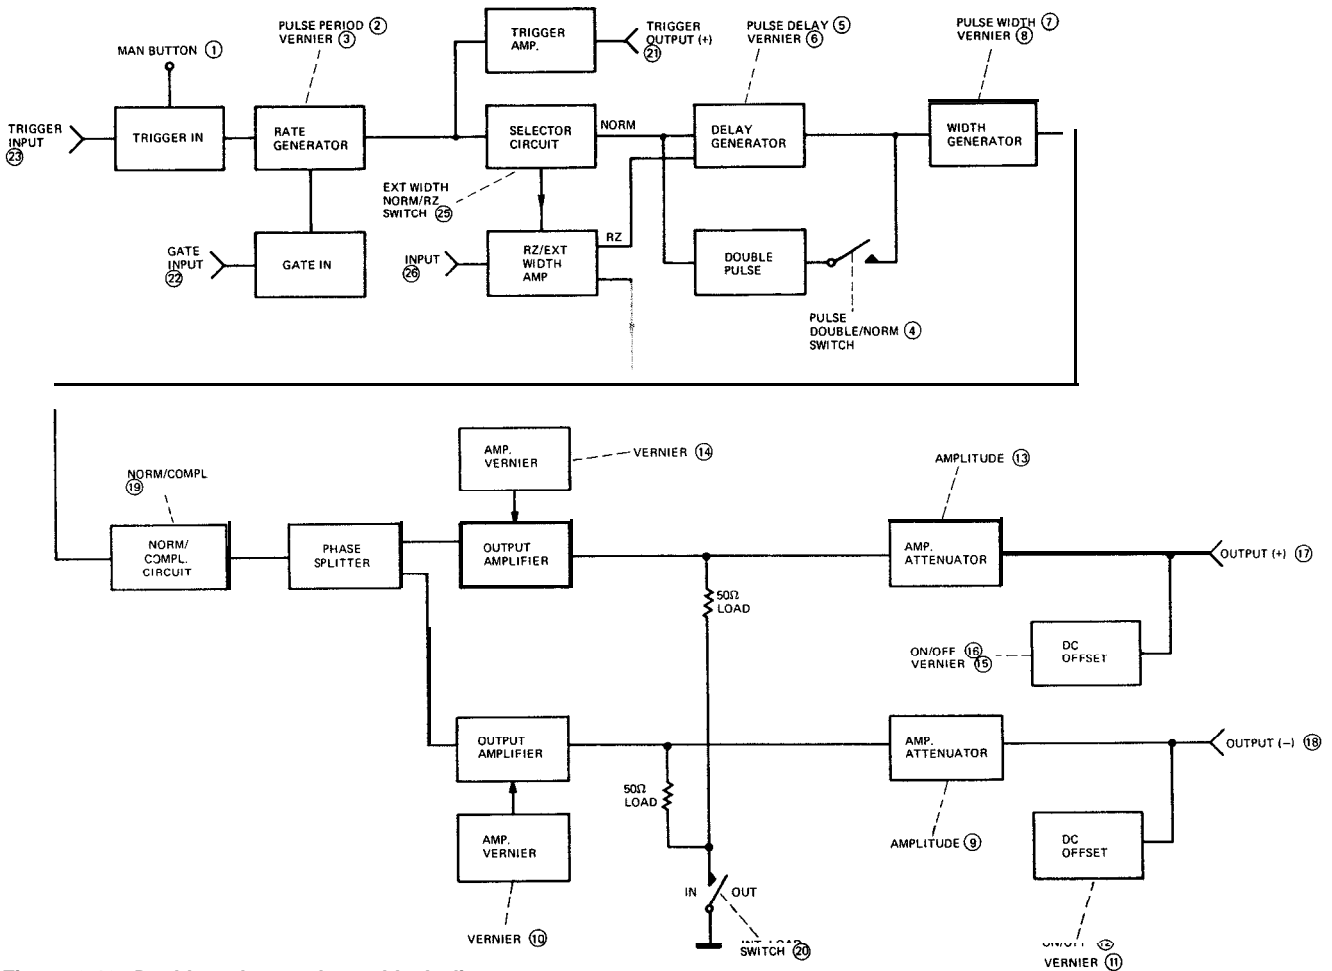 PULSE PERIOD ②
VERNIER ③
MAN BUTTON ①
TRIGGER
AMP.
TRIGGER
OUTPUT (+)
㉑
PULSE DELAY ⑤
VERNIER ⑥
PULSE WIDTH ⑦
VERNIER ⑧
TRIGGER
INPUT
㉓
TRIGGER IN
RATE
GENERATOR
SELECTOR
CIRCUIT
NORM
DELAY
GENERATOR
WIDTH
GENERATOR
EXT WIDTH
NORM/RZ
SWITCH ㉕
GATE
INPUT
㉒
GATE IN
INPUT
㉖
RZ/EXT
WIDTH
AMP
RZ
DOUBLE
PULSE
PULSE
DOUBLE/NORM ④
SWITCH
AMP.
VERNIER
VERNIER ⑭
AMPLITUDE ⑬
NORM/COMPL
⑲
NORM/
COMPL.
CIRCUIT
PHASE
SPLITTER
OUTPUT
AMPLIFIER
AMP.
ATTENUATOR
OUTPUT (+) ⑰
50Ω
LOAD
ON/OFF ⑯
VERNIER ⑮
DC
OFFSET
OUTPUT
AMPLIFIER
AMP.
ATTENUATOR
OUTPUT (−) ⑱
50Ω
LOAD
AMP.
VERNIER
AMPLITUDE ⑨
DC
OFFSET
IN
OUT
VERNIER ⑩
SWITCH ⑳
VERNIER ⑪